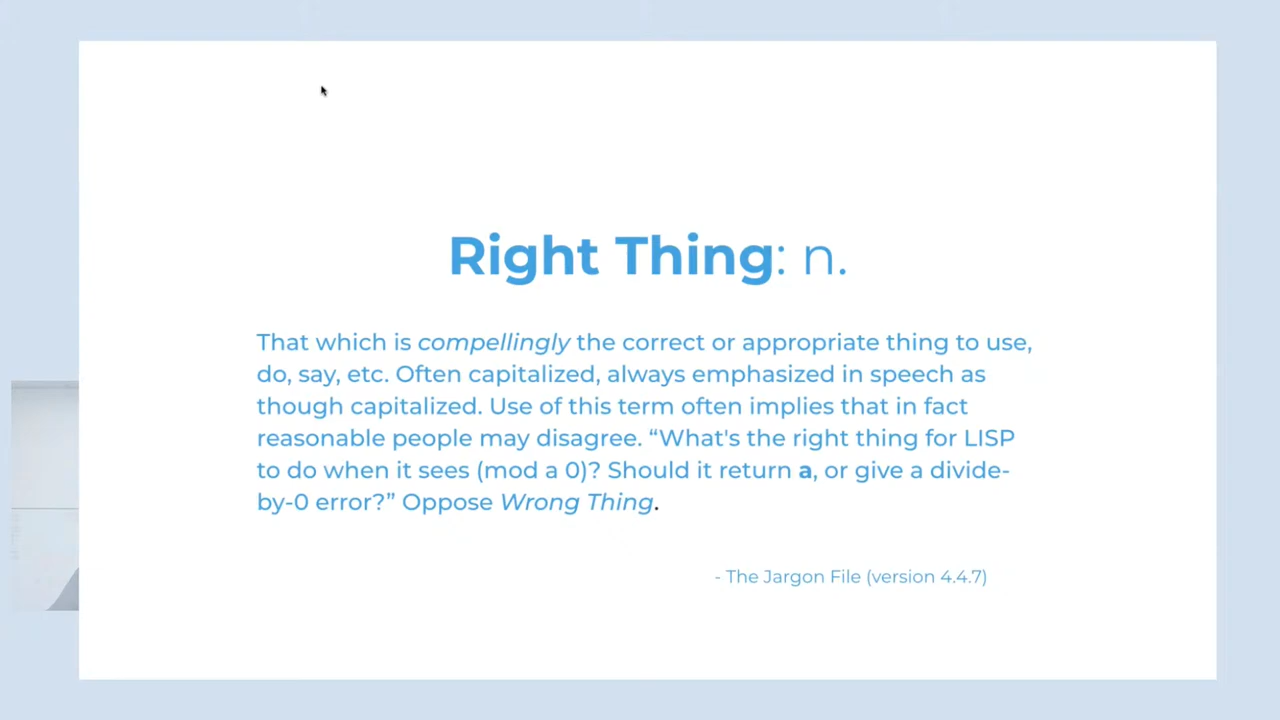 Right Thing: n.
That which is compellingly the correct or appropriate thing to use,
do, say, etc. Often capitalized, always emphasized in speech as
though capitalized. Use of this term often implies that in fact
reasonable people may disagree. “What's the right thing for LISP
to do when it sees (mod a 0)? Should it return a, or give a divide-
by-0 error?” Oppose Wrong Thing.
- The Jargon File (version 4.4.7)